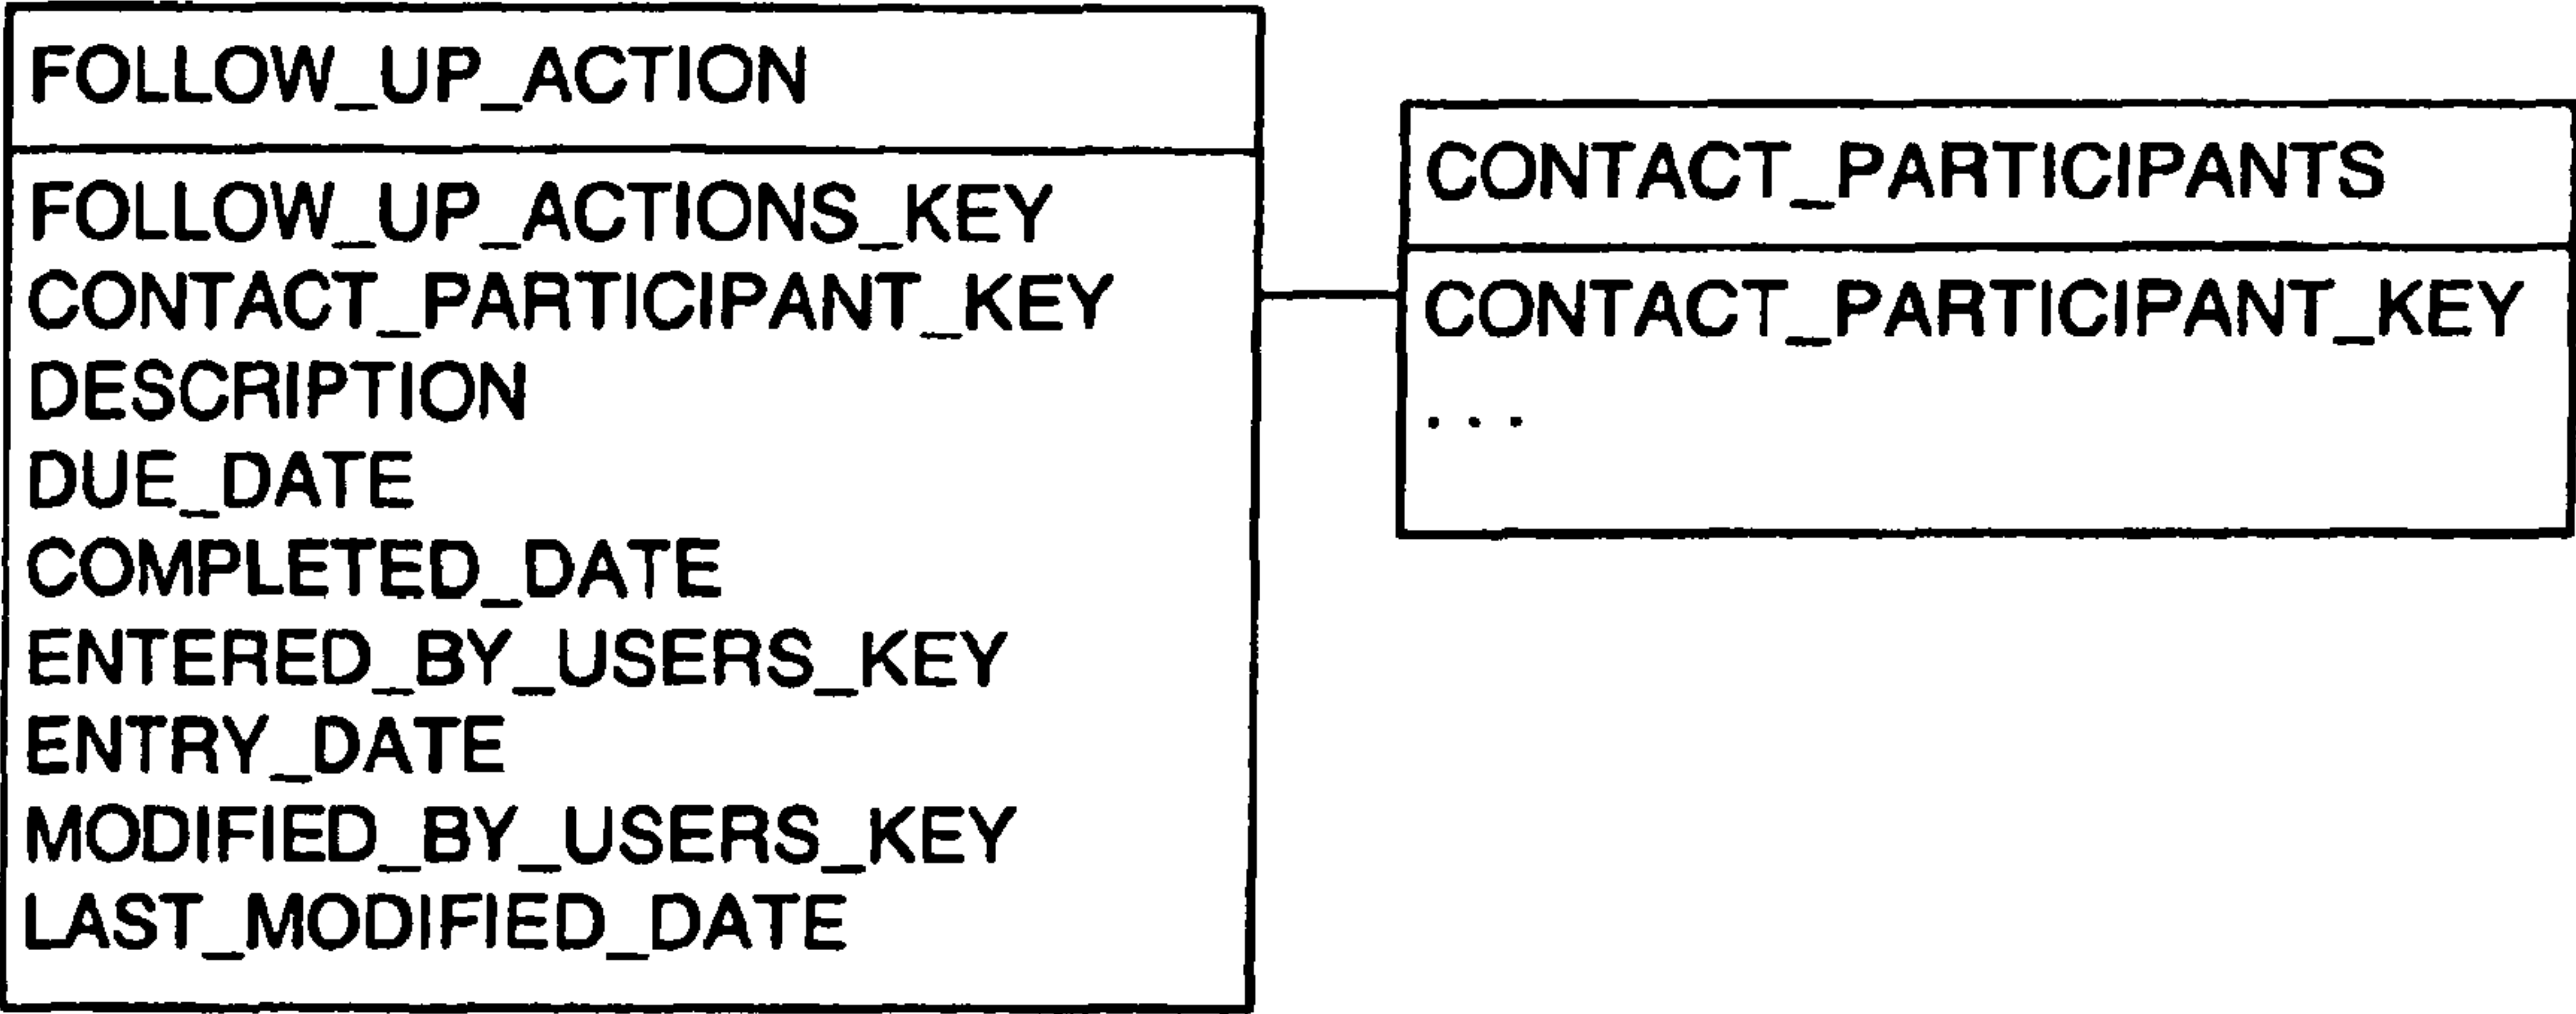 FOLLOW_UP_ACTION
FOLLOW_UP_ACTIONS_KEY
CONTACT_PARTICIPANT_KEY
DESCRIPTION
DUE_DATE
COMPLETED_DATE
ENTERED_BY_USERS_KEY
ENTRY_DATE
MODIFIED_BY_USERS_KEY
LAST_MODIFIED_DATE
CONTACT_PARTICIPANTS
CONTACT_PARTICIPANT_KEY
. . .